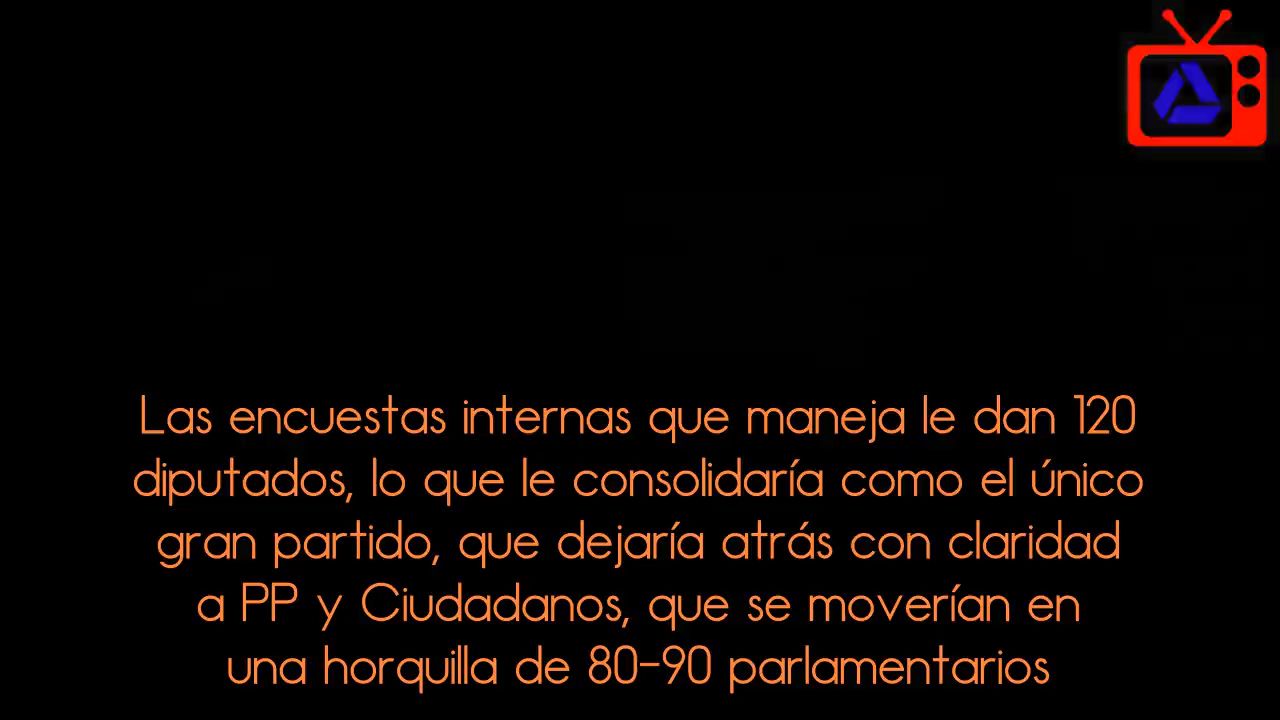 Las encuestas internas que maneja le dan 120
diputados, lo que le consolidaría como el único
gran partido, que dejaría atrás con claridad
a PP y Ciudadanos, que se moverían en
una horquilla de 80-90 parlamentarios